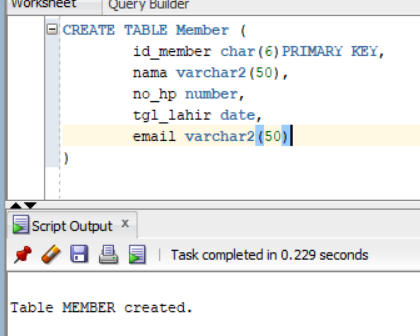 Worksheet Query Builder
CREATE TABLE Member (
id_member char(6)PRIMARY KEY,
nama varchar2(50),
no_hp number,
tgl_lahir date,
email varchar2(50)
)
Script Output x
Task completed in 0.229 seconds
Table MEMBER created.